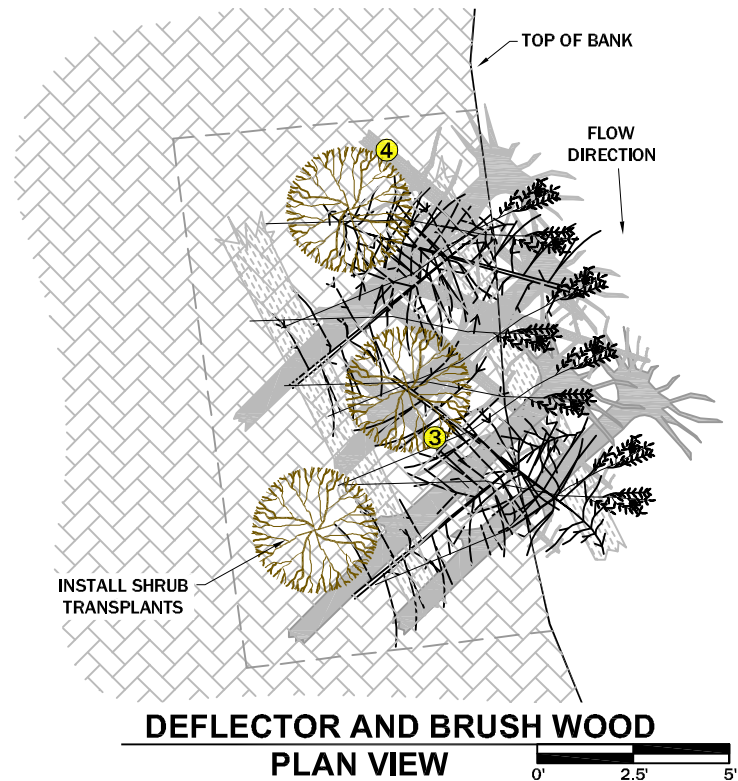 TOP OF BANK
FLOW
DIRECTION
4
3
INSTALL SHRUB
TRANSPLANTS
DEFLECTOR AND BRUSH WOOD
PLAN VIEW
0' 2.5' 5'